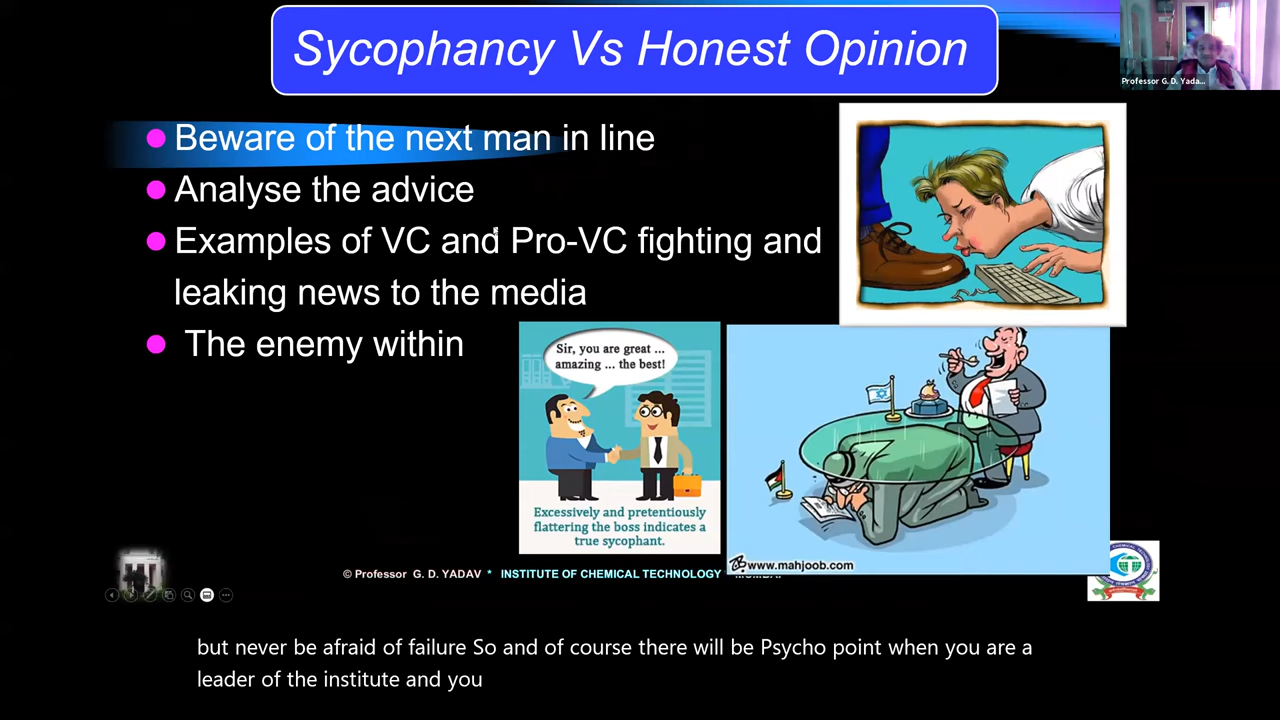 Sycophancy Vs Honest Opinion
Professor G. D. Yada...
Beware of the next man in line
Analyse the advice
Examples of VC and Pro-VC fighting and
leaking news to the media
The enemy within
Sir, you are great ...
amazing ... the best!
Excessively and pretentiously
flattering the boss indicates a
true sycophant.
www.mahjoob.com
© Professor G. D. YADAV * INSTITUTE OF CHEMICAL TECHNOLOGY
but never be afraid of failure So and of course there will be Psycho point when you are a
leader of the institute and you